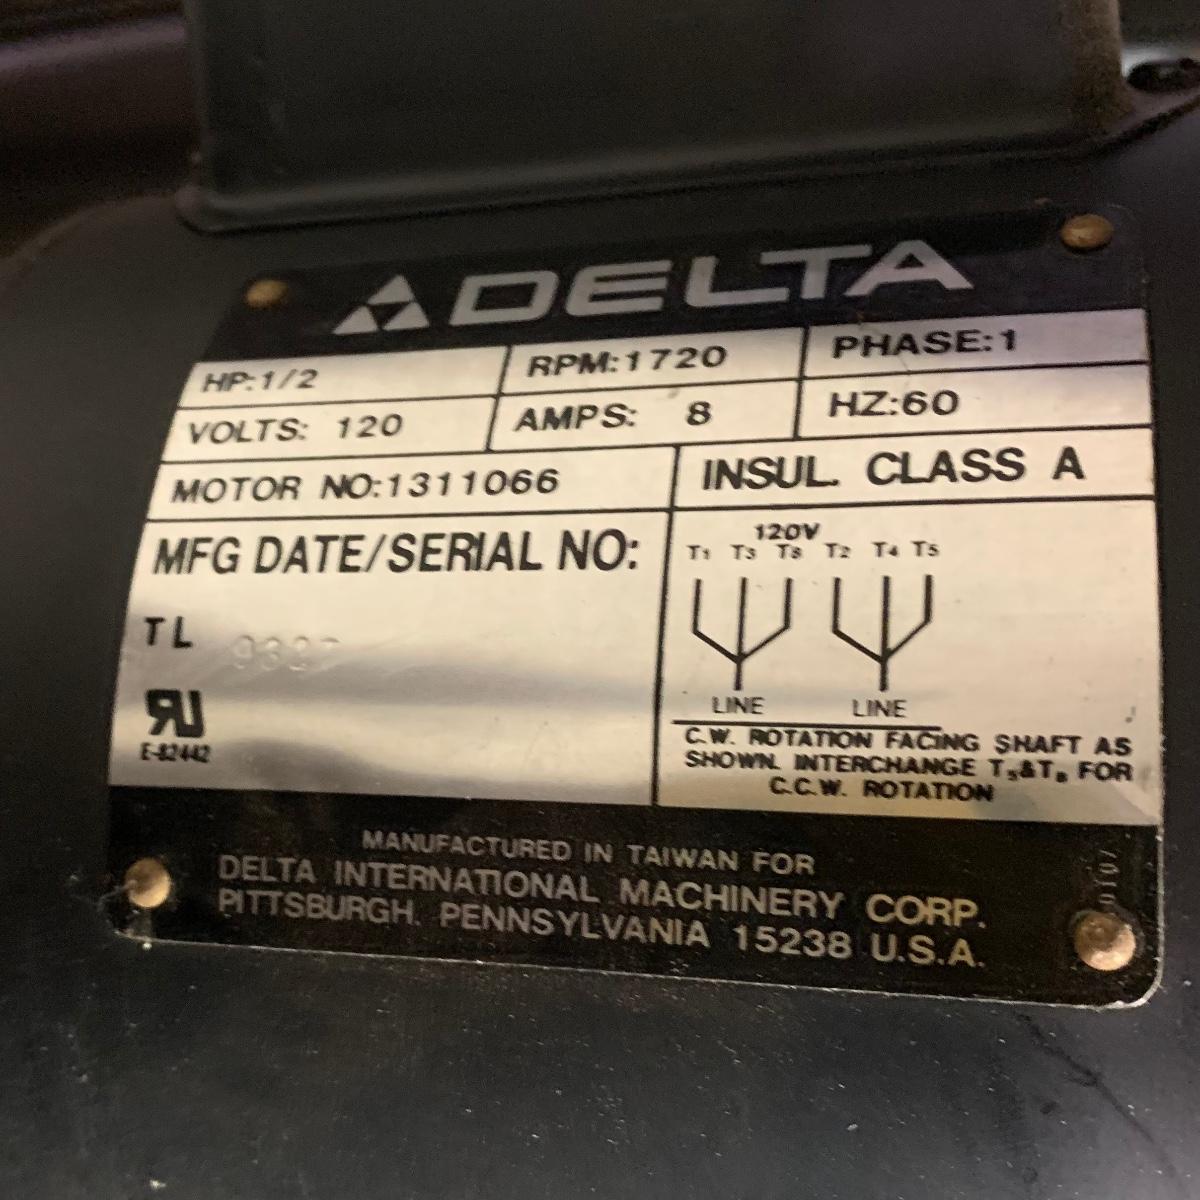 DELTA
HP:1/2 RPM:1720 PHASE:1
VOLTS: 120 AMPS: 8 HZ:60
MOTOR NO:1311066 INSUL. CLASS A
MFG DATE/SERIAL NO:
TL
E-82442
120V
T1 T3 T8 T2 T4 T5
LINE LINE
C.W. ROTATION FACING SHAFT AS
SHOWN. INTERCHANGE T5&T8 FOR
C.C.W. ROTATION
MANUFACTURED IN TAIWAN FOR
DELTA INTERNATIONAL MACHINERY CORP.
PITTSBURGH, PENNSYLVANIA 15238 U.S.A.